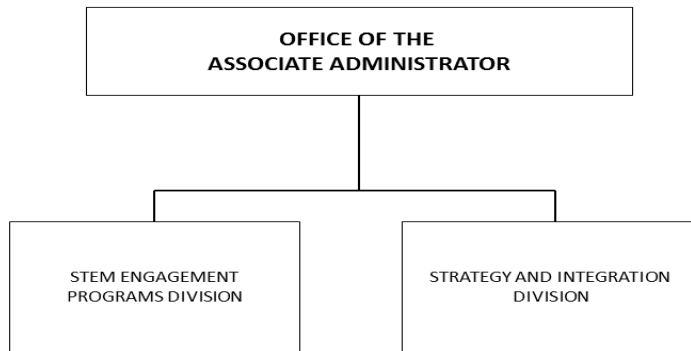 OFFICE OF THE
ASSOCIATE ADMINISTRATOR
STEM ENGAGEMENT
PROGRAMS DIVISION
STRATEGY AND INTEGRATION
DIVISION